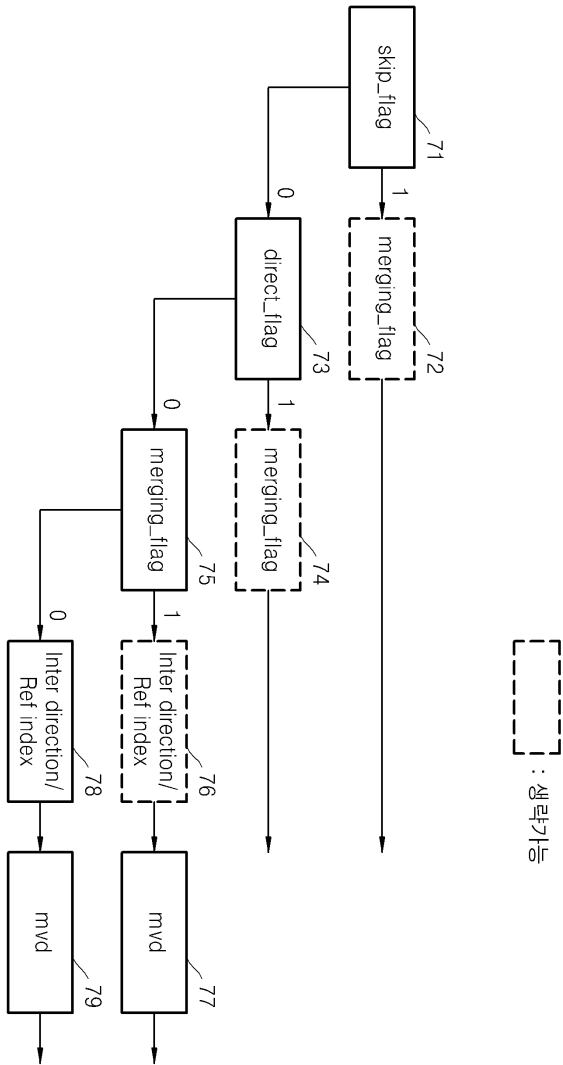 : 생략가능
71
skip_flag
1
72
merging_flag
0
73
direct_flag
1
74
merging_flag
0
75
merging_flag
1
76
Inter direction/
Ref index
77
mvd
0
78
Inter direction/
Ref index
79
mvd